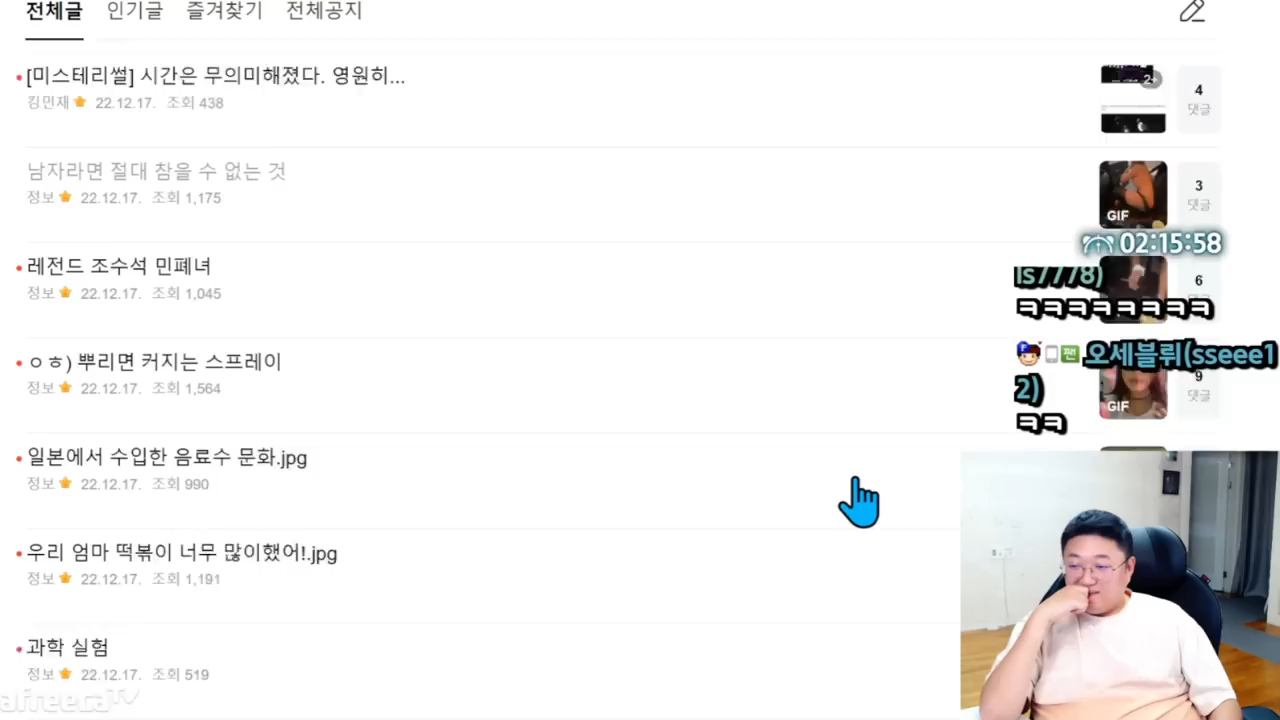 전체글 인기글 즐겨찾기 전체공지
[미스테리썰] 시간은 무의미해졌다. 영원히...
김민재 22.12.17. 조회 438
2+
4
댓글
남자라면 절대 참을 수 없는 것
정보 22.12.17. 조회 1,175
GIF
3
댓글
02:15:58
레전드 조수석 민폐녀
정보 22.12.17. 조회 1,045
6
ls7778)
ㅋㅋㅋㅋㅋㅋㅋㅋ
ㅇㅎ) 뿌리면 커지는 스프레이
정보 22.12.17. 조회 1,564
GIF
9
댓글
팬 오세블뤼(sseee1
2)
ㅋㅋ
일본에서 수입한 음료수 문화.jpg
정보 22.12.17. 조회 990
우리 엄마 떡볶이 너무 많이했어!.jpg
정보 22.12.17. 조회 1,191
과학 실험
정보 22.12.17. 조회 519
afreecaTV